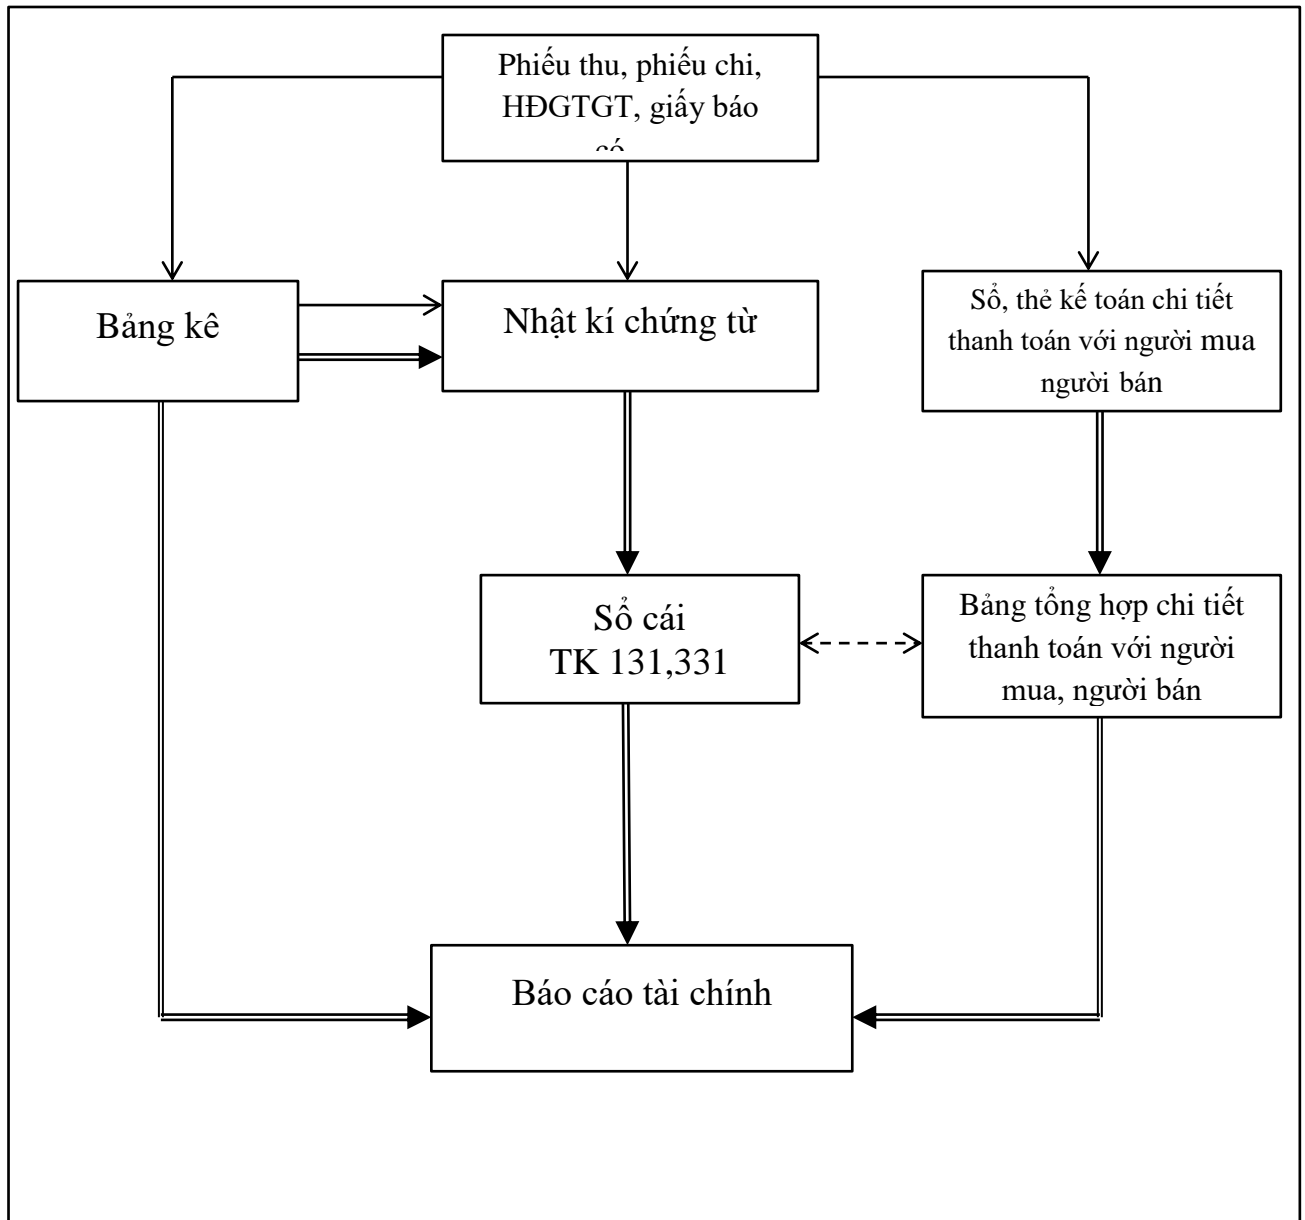 Phiếu thu, phiếu chi,
HĐGTGT, giấy báo
có
Bảng kê
Nhật kí chứng từ
Sổ, thẻ kế toán chi tiết
thanh toán với người mua
người bán
Sổ cái
TK 131,331
Bảng tổng hợp chi tiết
thanh toán với người
mua, người bán
Báo cáo tài chính